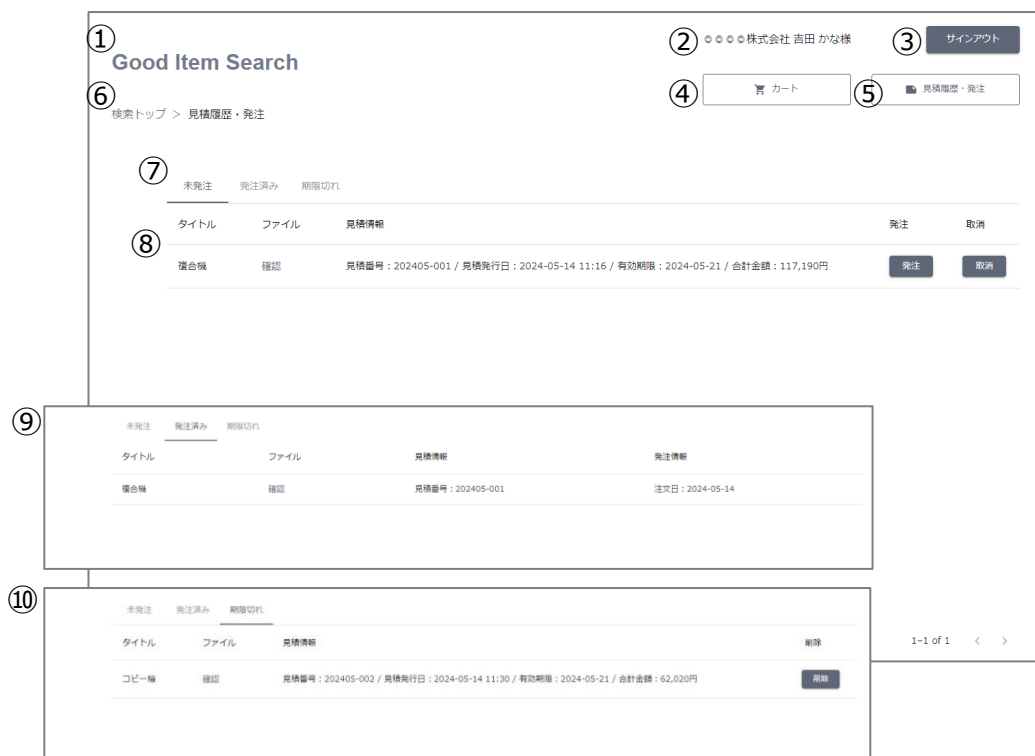 ①
② ◎◎◎◎株式会社 吉田 かな様
③ サインアウト
Good Item Search
④ カート
⑤ 見積履歴・発注
⑥
検索トップ > 見積履歴・発注
⑦
未発注 発注済み 期限切れ
タイトル ファイル 見積情報 発注 取消
⑧
複合機 確認 見積番号：202405-001 / 見積発行日：2024-05-14 11:16 / 有効期限：2024-05-21 / 合計金額：117,190円 発注 取消
⑨
未発注 発注済み 期限切れ
タイトル ファイル 見積情報 発注情報
複合機 確認 見積番号：202405-001 注文日：2024-05-14
⑩
未発注 発注済み 期限切れ
タイトル ファイル 見積情報 削除
コピー機 確認 見積番号：202405-002 / 見積発行日：2024-05-14 11:30 / 有効期限：2024-05-21 / 合計金額：62,020円 削除
1-1 of 1 < >